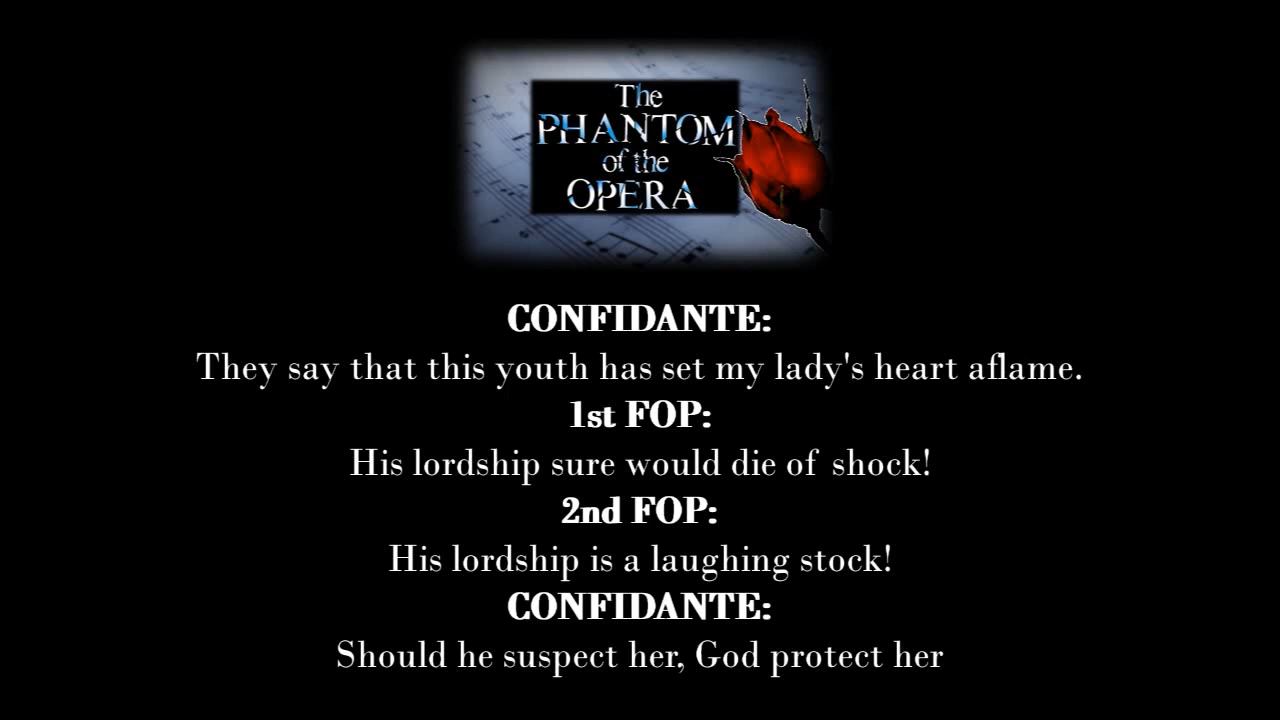 The
PHANTOM
of the
OPERA
CONFIDANTE:
They say that this youth has set my lady's heart aflame.
1st FOP:
His lordship sure would die of shock!
2nd FOP:
His lordship is a laughing stock!
CONFIDANTE:
Should he suspect her, God protect her